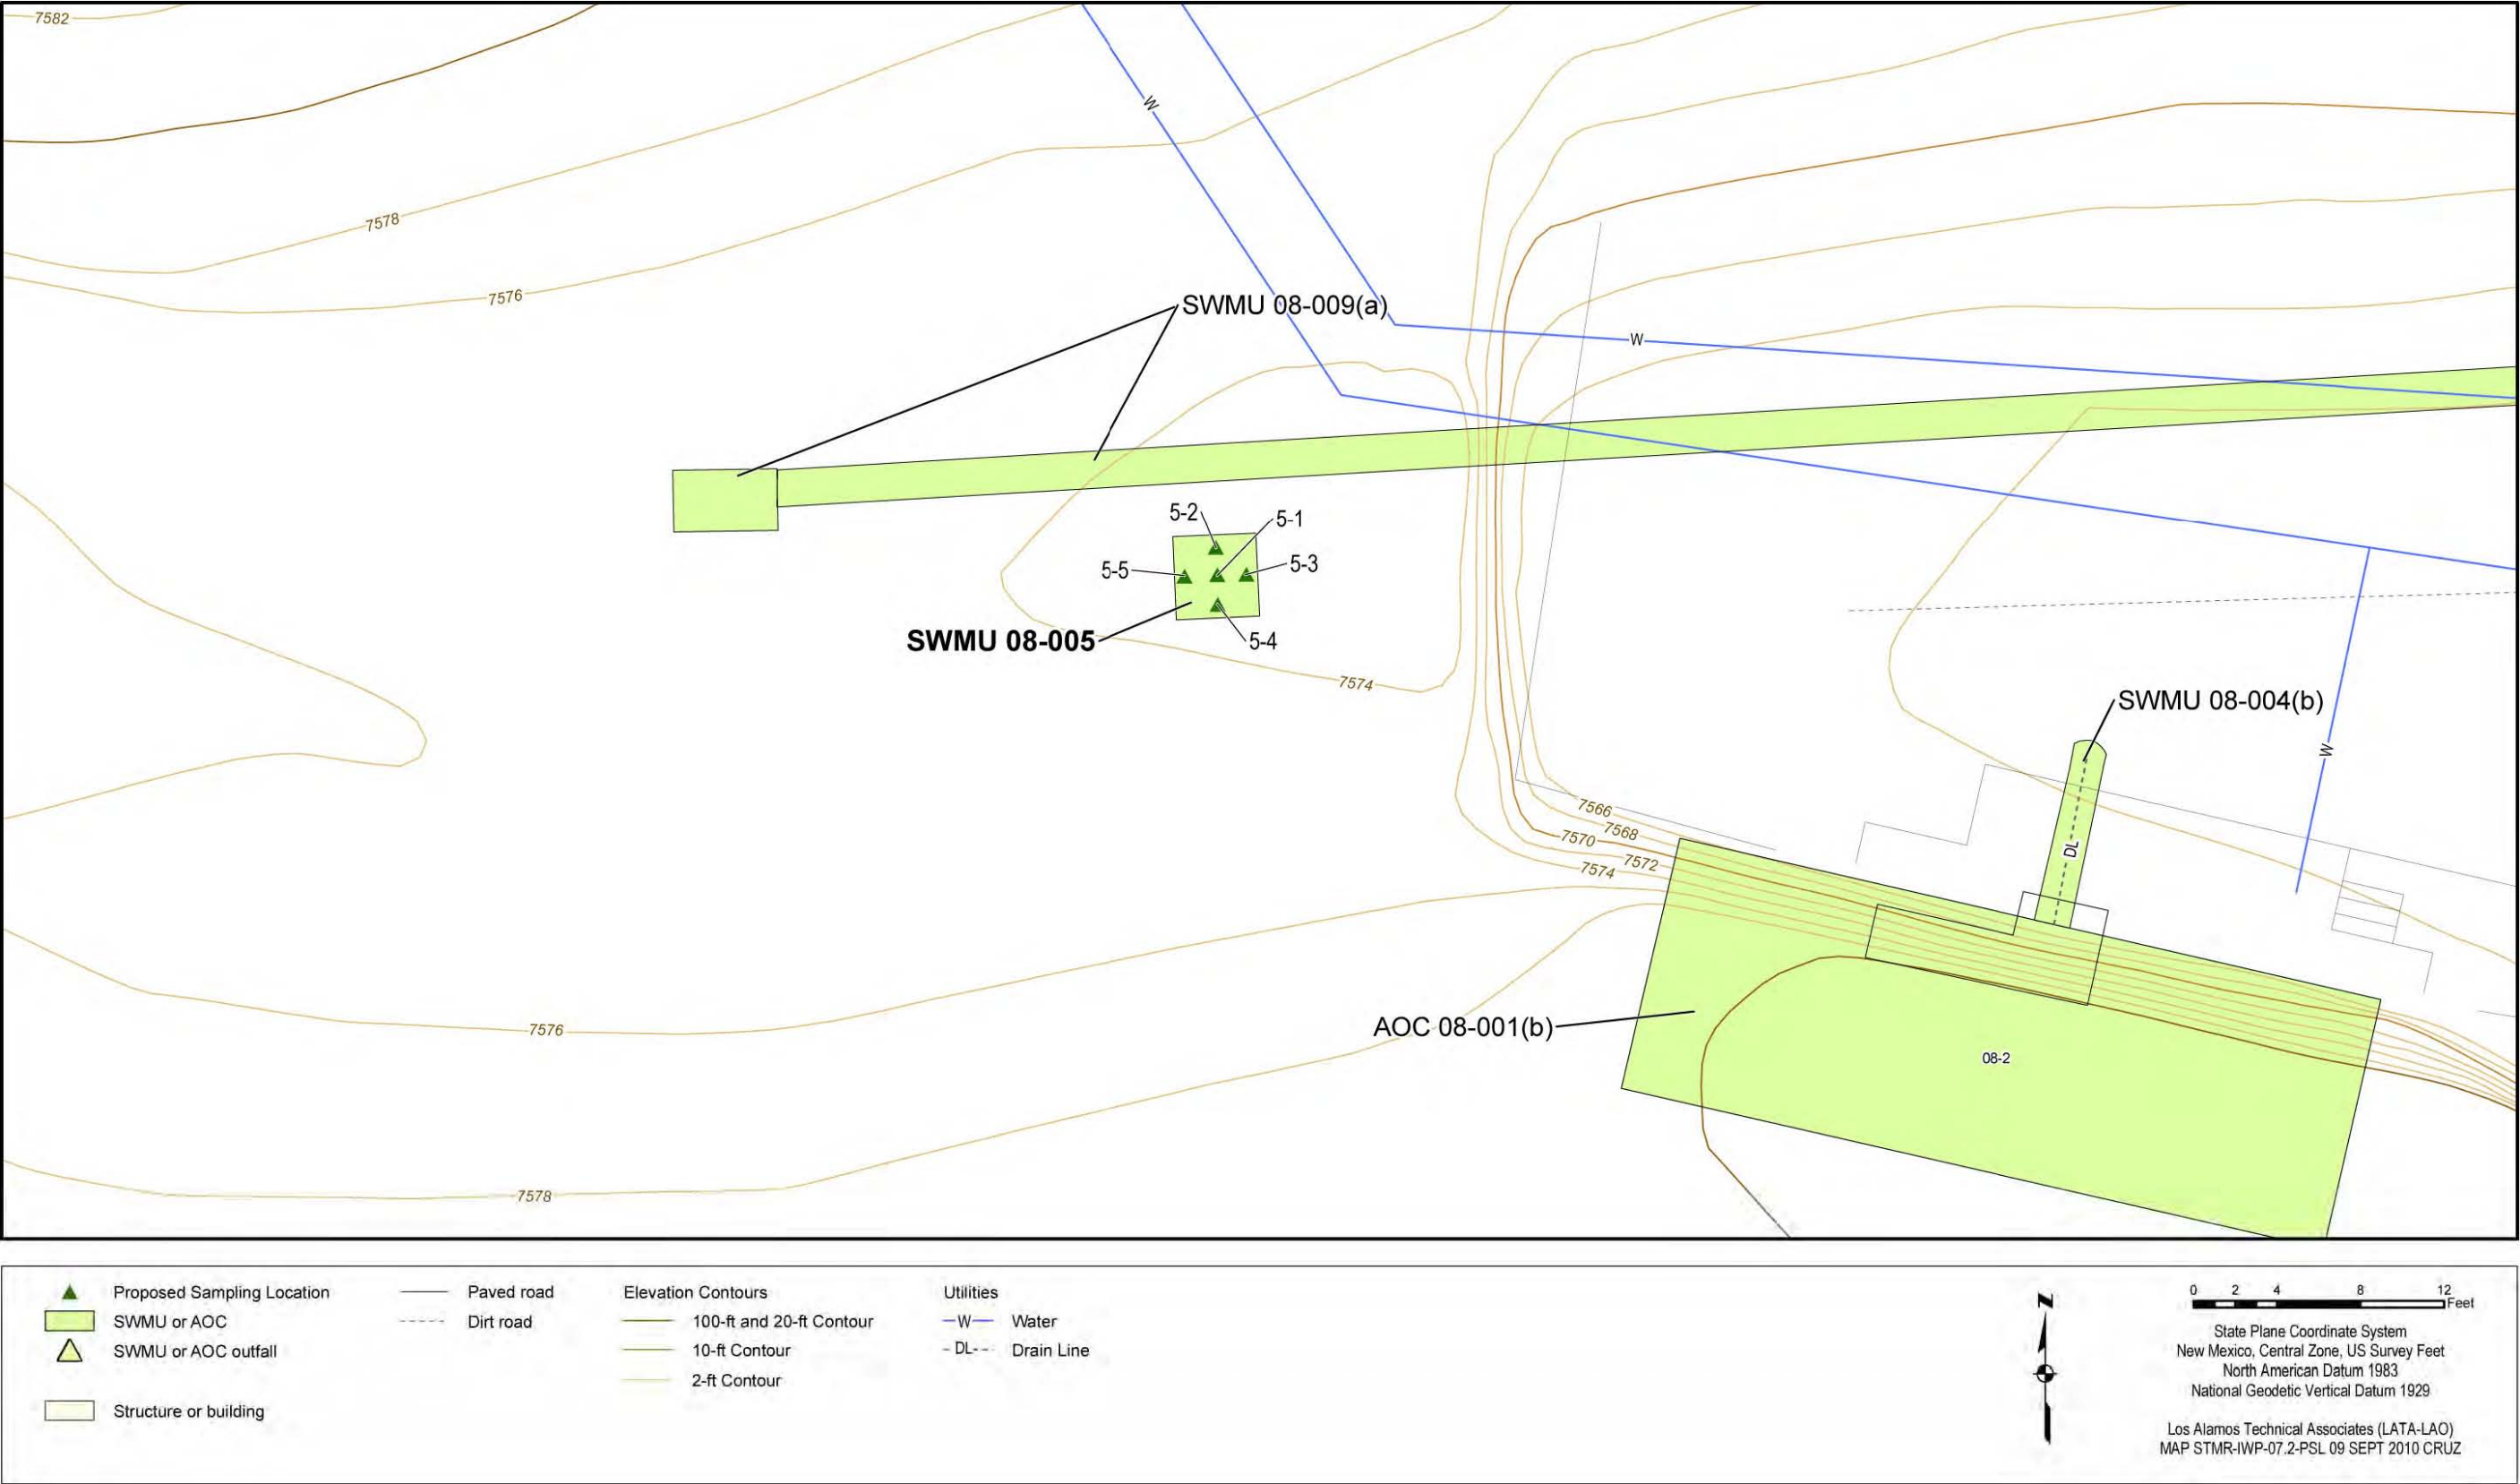 7582
W
7578
7576
SWMU 08-009(a)
W
5-2
5-1
5-5
5-3
SWMU 08-005
5-4
7574
SWMU 08-004(b)
W
7566
7568
7570
7572
7574
DL
7576
AOC 08-001(b)
08-2
7578
Proposed Sampling Location
SWMU or AOC
SWMU or AOC outfall
Structure or building
Paved road
Dirt road
Elevation Contours
100-ft and 20-ft Contour
10-ft Contour
2-ft Contour
Utilities
W Water
DL Drain Line
N
0 2 4 8 12
Feet
State Plane Coordinate System
New Mexico, Central Zone, US Survey Feet
North American Datum 1983
National Geodetic Vertical Datum 1929
Los Alamos Technical Associates (LATA-LAO)
MAP STMR-IWP-07.2-PSL 09 SEPT 2010 CRUZ